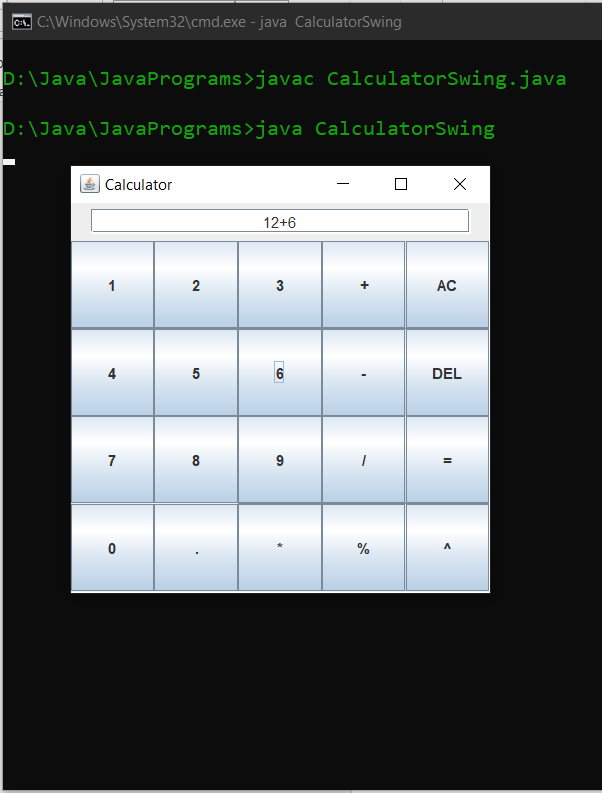 C:\Windows\System32\cmd.exe - java  CalculatorSwing
D:\Java\JavaPrograms>javac CalculatorSwing.java
D:\Java\JavaPrograms>java CalculatorSwing
Calculator
12+6
1 2 3 + AC
4 5 6 - DEL
7 8 9 / =
0 . * % ^